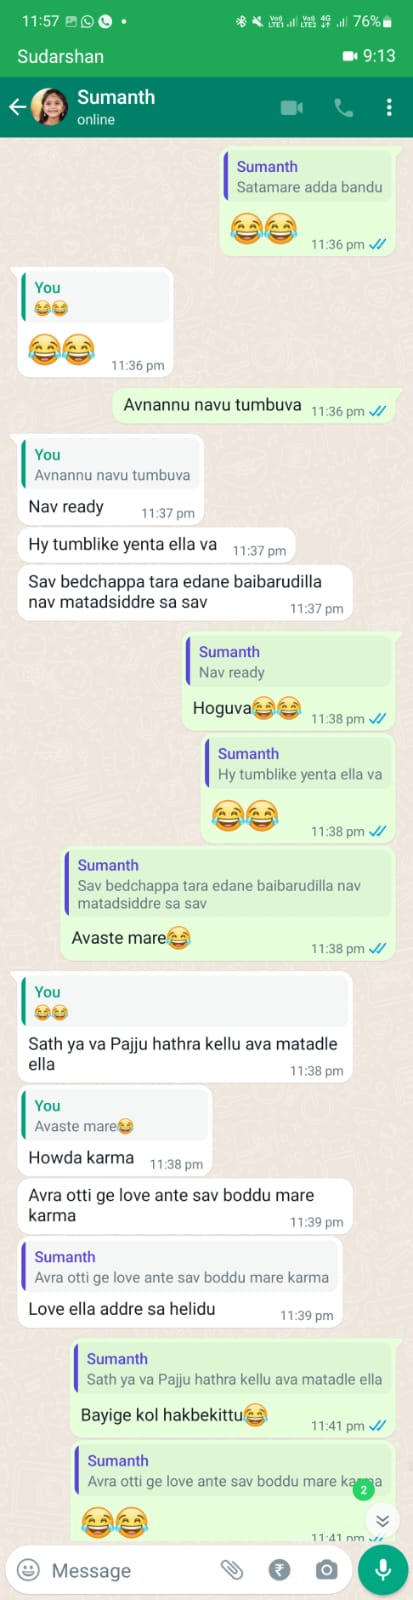 11:57
76%
Sudarshan
9:13
Sumanth
online
Sumanth
Satamare adda bandu
😂😂
11:36 pm
You
😂😂
😂😂
11:36 pm
Avnannu navu tumbuva 11:36 pm
You
Avnannu navu tumbuva
Nav ready 11:37 pm
Hy tumblike yenta ella va 11:37 pm
Sav bedchappa tara edane baibarudilla
nav matadsiddre sa sav 11:37 pm
Sumanth
Nav ready
Hoguva😂😂 11:38 pm
Sumanth
Hy tumblike yenta ella va
😂😂
11:38 pm
Sumanth
Sav bedchappa tara edane baibarudilla nav
matadsiddre sa sav
Avaste mare😂 11:38 pm
You
😂😂
Sath ya va Pajju hathra kellu ava matadle
ella 11:38 pm
You
Avaste mare😂
Howda karma 11:38 pm
Avra otti ge love ante sav boddu mare
karma 11:39 pm
Sumanth
Avra otti ge love ante sav boddu mare karma
Love ella addre sa helidu 11:39 pm
Sumanth
Sath ya va Pajju hathra kellu ava matadle ella
Bayige kol hakbekittu😂 11:41 pm
Sumanth
Avra otti ge love ante sav boddu mare karma
2
😂😂
11:41 pm
Message